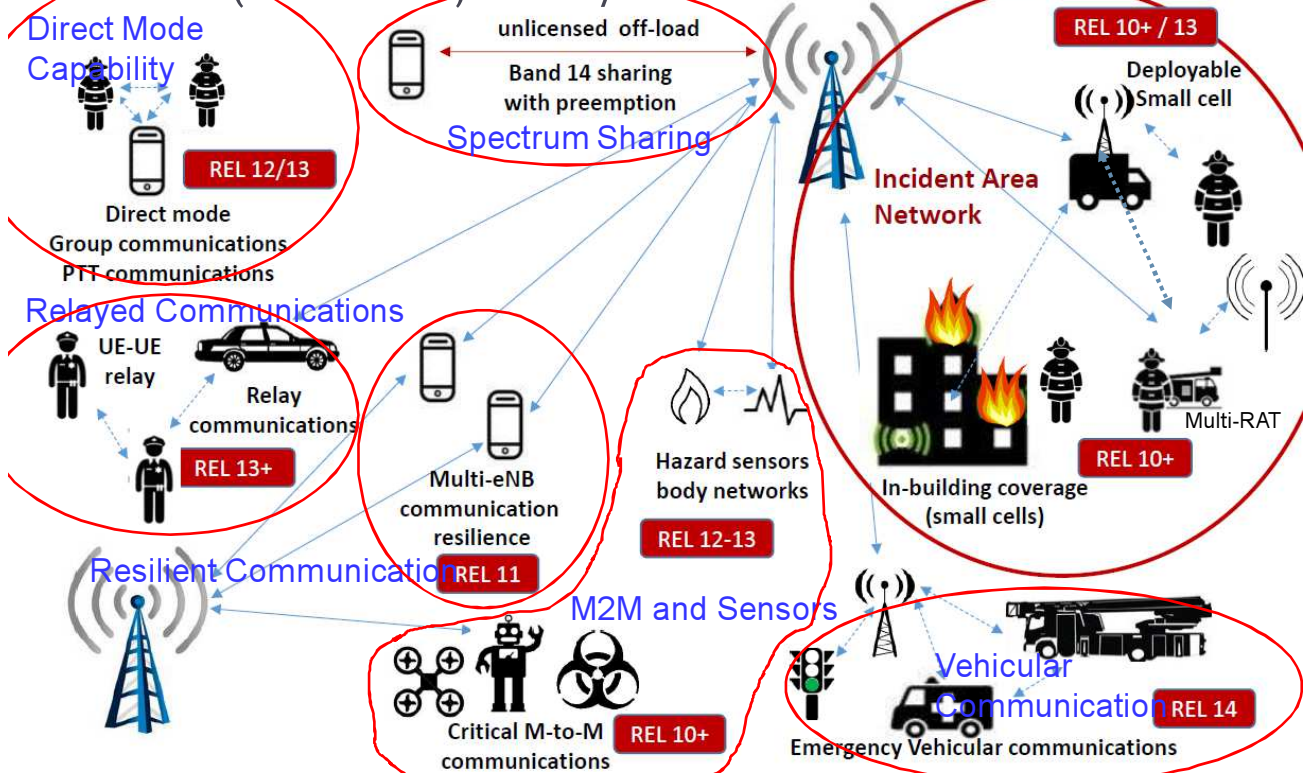 Direct Mode
Capability
REL 12/13
Direct mode
Group communications
PTT communications
unlicensed off-load
Band 14 sharing
with preemption
Spectrum Sharing
REL 10+ / 13
Deployable
Small cell
Incident Area
Network
Multi-RAT
REL 10+
In-building coverage
(small cells)
Relayed Communications
UE-UE
relay
Relay
communications
REL 13+
Multi-eNB
communication
resilience
REL 11
Resilient Communication
Hazard sensors
body networks
REL 12-13
M2M and Sensors
Critical M-to-M
communications
REL 10+
Vehicular
Communication
REL 14
Emergency Vehicular communications